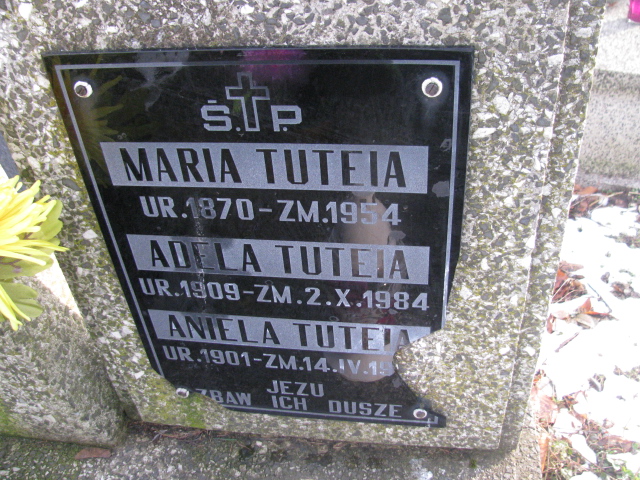 Ś.P.
MARIA TUTEIA
UR.1870-ZM.1954
ADELA TUTEIA
UR.1909-ZM.2.X.1984
ANIELA TUTEIA
UR.1901-ZM.14.IV.1
JEZU
ZBAW ICH DUSZE